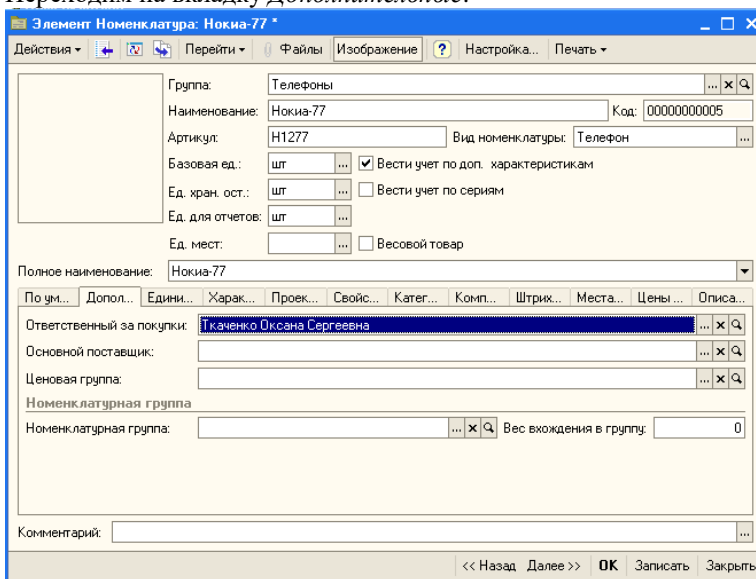 Переходим на вкладку Дополнительные.
Элемент Номенклатура: Нокиа-77 *
Действия Перейти Файлы Изображение ? Настройка... Печать
Группа: Телефоны ... x
Наименование: Нокиа-77 Код: 00000000005
Артикул: Н1277 Вид номенклатуры: Телефон ...
Базовая ед.: шт ... Вести учет по доп. характеристикам
Ед. хран. ост.: шт ... Вести учет по сериям
Ед. для отчетов: шт ...
Ед. мест: ... Весовой товар
Полное наименование: Нокиа-77
По ум... Допол... Едини... Харак... Проек... Свойс... Катег... Комп... Штрих... Места... Цены ... Описа...
Ответственный за покупки: Ткаченко Оксана Сергеевна ... x
Основной поставщик: ... x
Ценовая группа: ... x
Номенклатурная группа
Номенклатурная группа: ... x Вес вхождения в группу: 0
Комментарий: ...
<< Назад Далее >> OK Записать Закрыть